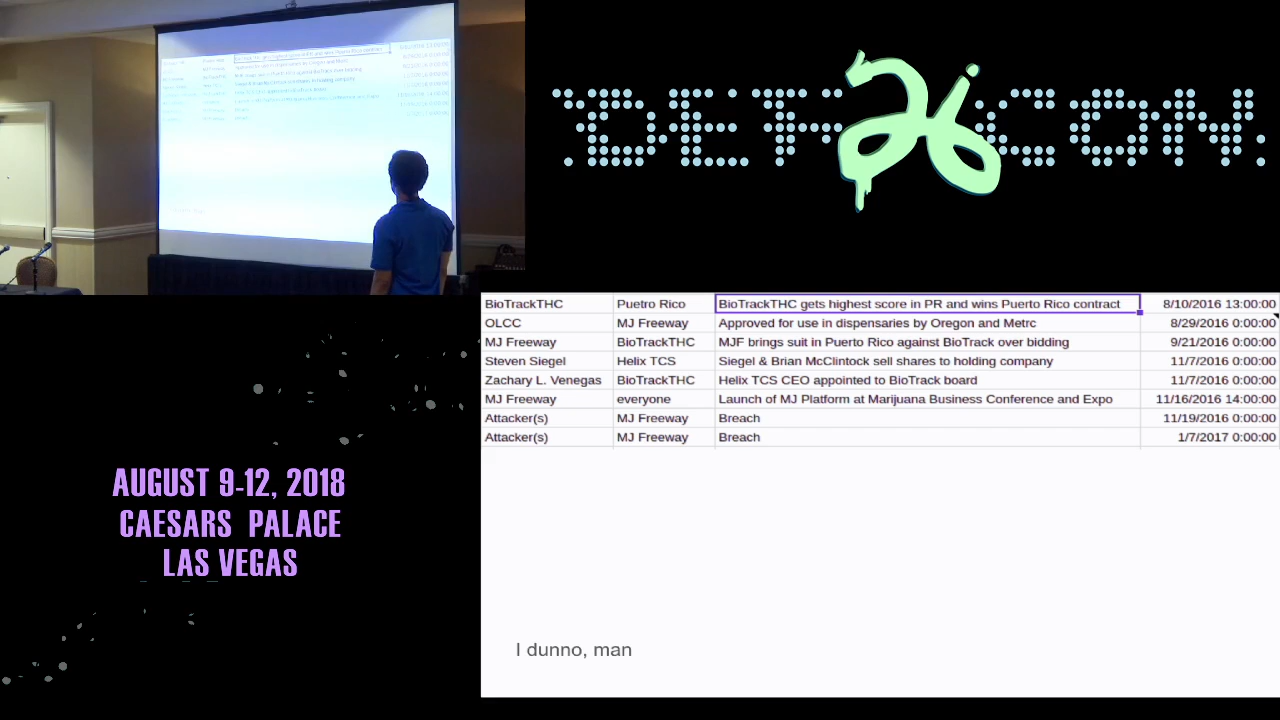 DEF CON
26
BioTrackTHC Puetro Rico BioTrackTHC gets highest score in PR and wins Puerto Rico contract 8/10/2016 13:00:00
OLCC MJ Freeway Approved for use in dispensaries by Oregon and Metrc 8/29/2016 0:00:00
MJ Freeway BioTrackTHC MJF brings suit in Puerto Rico against BioTrack over bidding 9/21/2016 0:00:00
Steven Siegel Helix TCS Siegel & Brian McClintock sell shares to holding company 11/7/2016 0:00:00
Zachary L. Venegas BioTrackTHC Helix TCS CEO appointed to BioTrack board 11/7/2016 0:00:00
MJ Freeway everyone Launch of MJ Platform at Marijuana Business Conference and Expo 11/16/2016 14:00:00
Attacker(s) MJ Freeway Breach 11/19/2016 0:00:00
Attacker(s) MJ Freeway Breach 1/7/2017 0:00:00
AUGUST 9-12, 2018
CAESARS PALACE
LAS VEGAS
I dunno, man